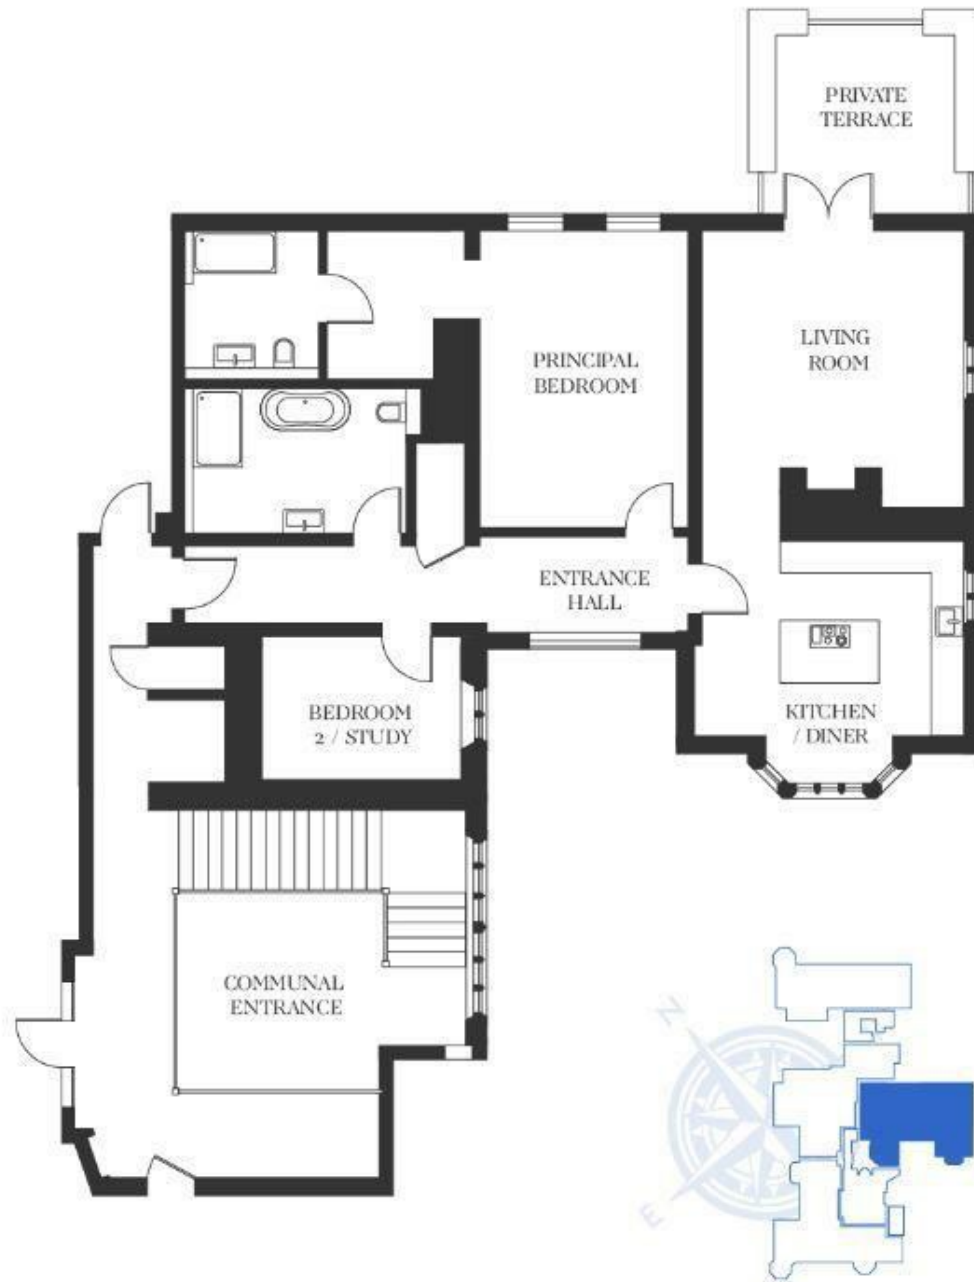 PRIVATE
TERRACE
LIVING
ROOM
PRINCIPAL
BEDROOM
ENTRANCE
HALL
BEDROOM
2 / STUDY
KITCHEN
/ DINER
COMMUNAL
ENTRANCE
N
E